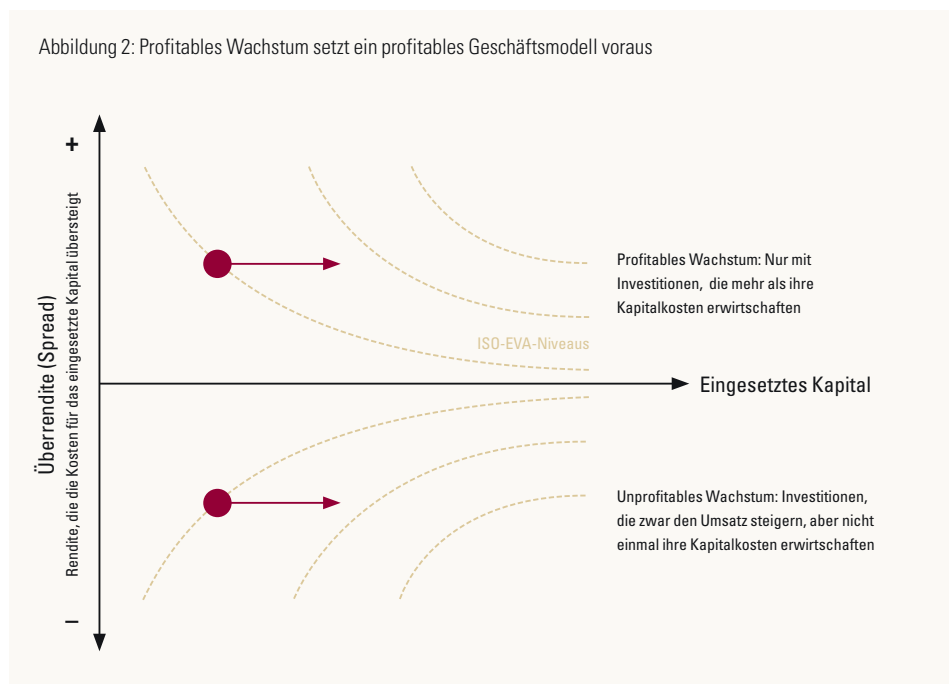 Abbildung 2: Profitables Wachstum setzt ein profitables Geschäftsmodell voraus
+
Überrendite (Spread)
Rendite, die die Kosten für das eingesetzte Kapital übersteigt
–
Profitables Wachstum: Nur mit
Investitionen, die mehr als ihre
Kapitalkosten erwirtschaften
ISO-EVA-Niveaus
Eingesetztes Kapital
Unprofitables Wachstum: Investitionen,
die zwar den Umsatz steigern, aber nicht
einmal ihre Kapitalkosten erwirtschaften